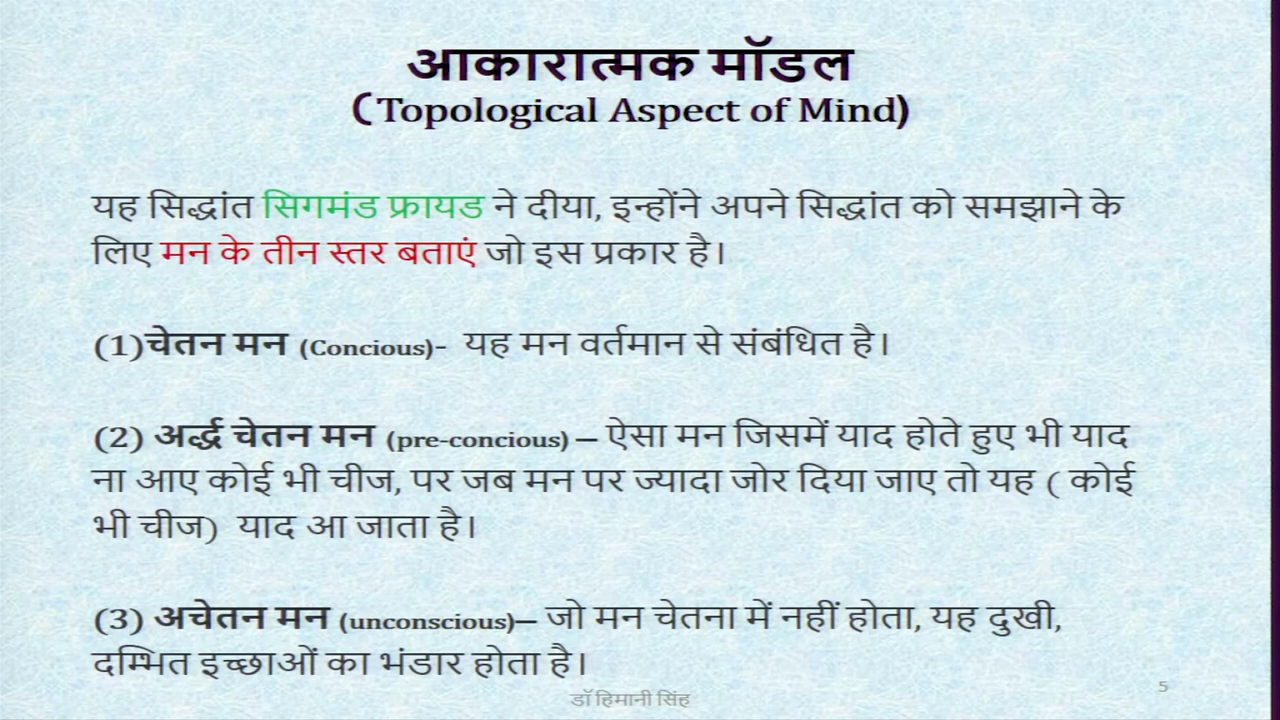 आकारात्मक मॉडल
(Topological Aspect of Mind)
यह सिद्धांत सिगमंड फ्रायड ने दीया, इन्होंने अपने सिद्धांत को समझाने के
लिए मन के तीन स्तर बताएं जो इस प्रकार है।
(1)चेतन मन (Concious)- यह मन वर्तमान से संबंधित है।
(2) अर्द्ध चेतन मन (pre-concious) – ऐसा मन जिसमें याद होते हुए भी याद
ना आए कोई भी चीज, पर जब मन पर ज्यादा जोर दिया जाए तो यह ( कोई
भी चीज) याद आ जाता है।
(3) अचेतन मन (unconscious)– जो मन चेतना में नहीं होता, यह दुखी,
दम्भित इच्छाओं का भंडार होता है।
डॉ हिमानी सिंह
5